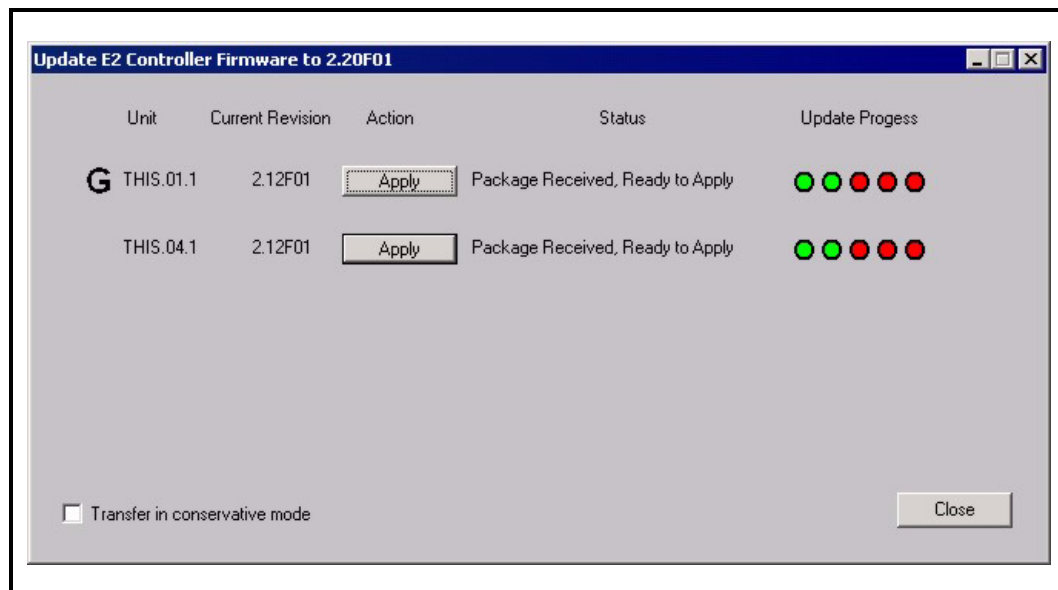 Update E2 Controller Firmware to 2.20F01
Unit Current Revision Action Status Update Progess
G THIS.01.1 2.12F01 Apply Package Received, Ready to Apply
THIS.04.1 2.12F01 Apply Package Received, Ready to Apply
Transfer in conservative mode
Close